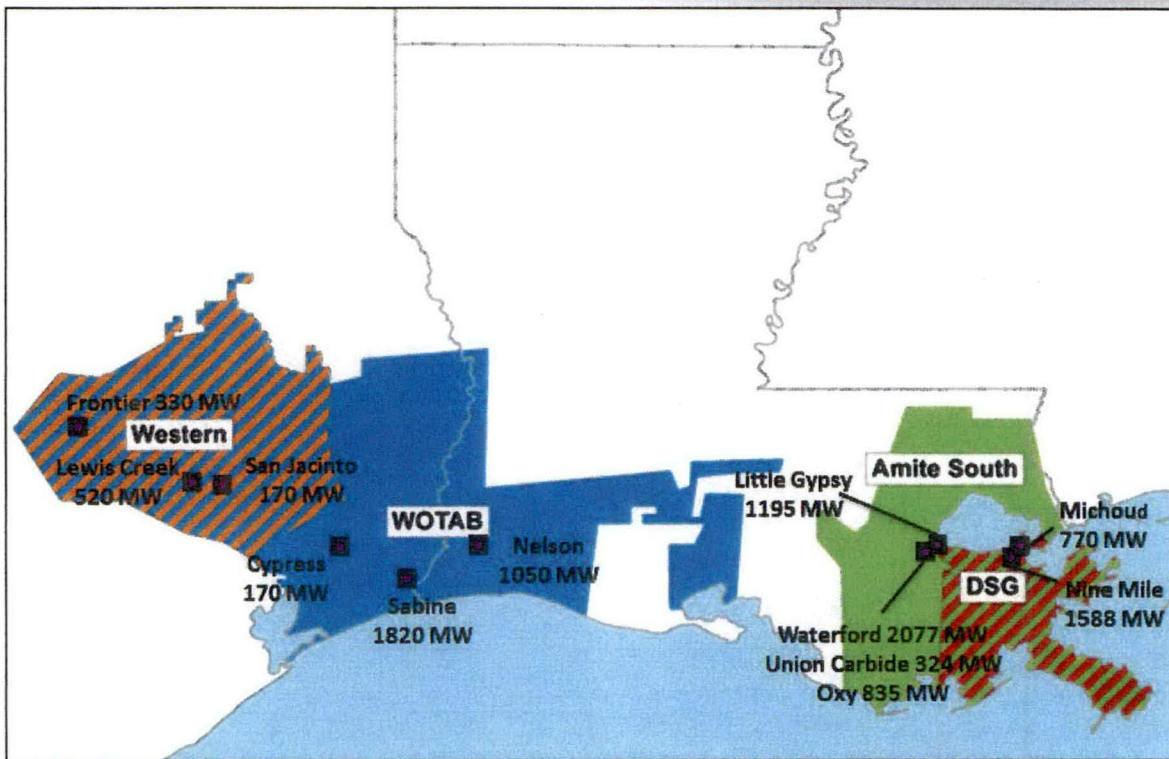 Frontier 330 MW
Western
Lewis Creek
520 MW
San Jacinto
170 MW
WOTAB
Cypress
170 MW
Sabine
1820 MW
Nelson
1050 MW
Amite South
Little Gypsy
1195 MW
Michoud
770 MW
DSG
Nine Mile
1588 MW
Waterford 2077 MW
Union Carbide 324 MW
Oxy 835 MW